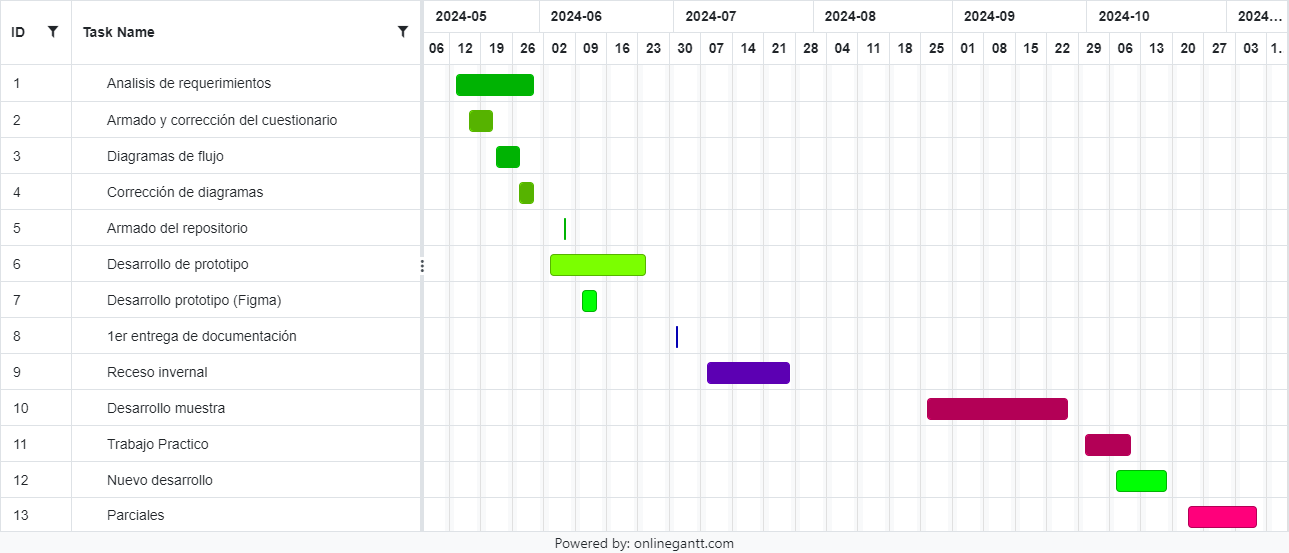 ID Task Name 2024-05 2024-06 2024-07 2024-08 2024-09 2024-10 2024...
06 12 19 26 02 09 16 23 30 07 14 21 28 04 11 18 25 01 08 15 22 29 06 13 20 27 03 1.
1 Analisis de requerimientos
2 Armado y corrección del cuestionario
3 Diagramas de flujo
4 Corrección de diagramas
5 Armado del repositorio
6 Desarrollo de prototipo
7 Desarrollo prototipo (Figma)
8 1er entrega de documentación
9 Receso invernal
10 Desarrollo muestra
11 Trabajo Practico
12 Nuevo desarrollo
13 Parciales
Powered by: onlinegantt.com